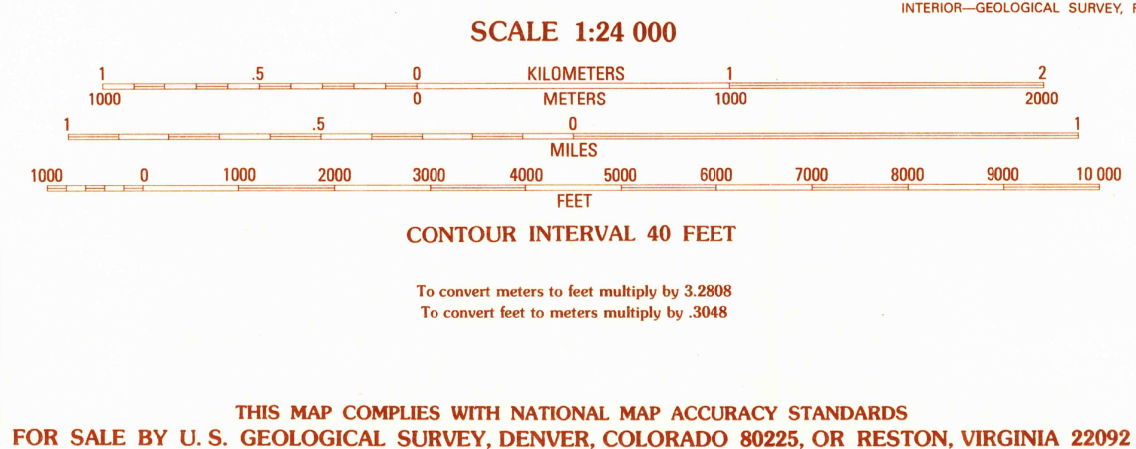 INTERIOR—GEOLOGICAL SURVEY,
SCALE 1:24 000
1 .5 0 KILOMETERS 1 2
1000 0 METERS 1000 2000
1 .5 0 1
MILES
1000 0 1000 2000 3000 4000 5000 6000 7000 8000 9000 10 000
FEET
CONTOUR INTERVAL 40 FEET
To convert meters to feet multiply by 3.2808
To convert feet to meters multiply by .3048
THIS MAP COMPLIES WITH NATIONAL MAP ACCURACY STANDARDS
FOR SALE BY U. S. GEOLOGICAL SURVEY, DENVER, COLORADO 80225, OR RESTON, VIRGINIA 22092